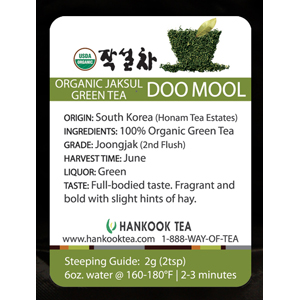 USDA
ORGANIC
작설차
ORGANIC JAKSUL
GREEN TEA
DOO MOOL
ORIGIN: South Korea (Honam Tea Estates)
INGREDIENTS: 100% Organic Green Tea
GRADE: Joongjak (2nd Flush)
HARVEST TIME: June
LIQUOR: Green
TASTE: Full-bodied taste. Fragrant and
bold with slight hints of hay.
HANKOOK TEA
www.hankooktea.com 1-888-WAY-OF-TEA
Steeping Guide: 2g (2tsp)
6oz. water @ 160-180°F | 2-3 minutes